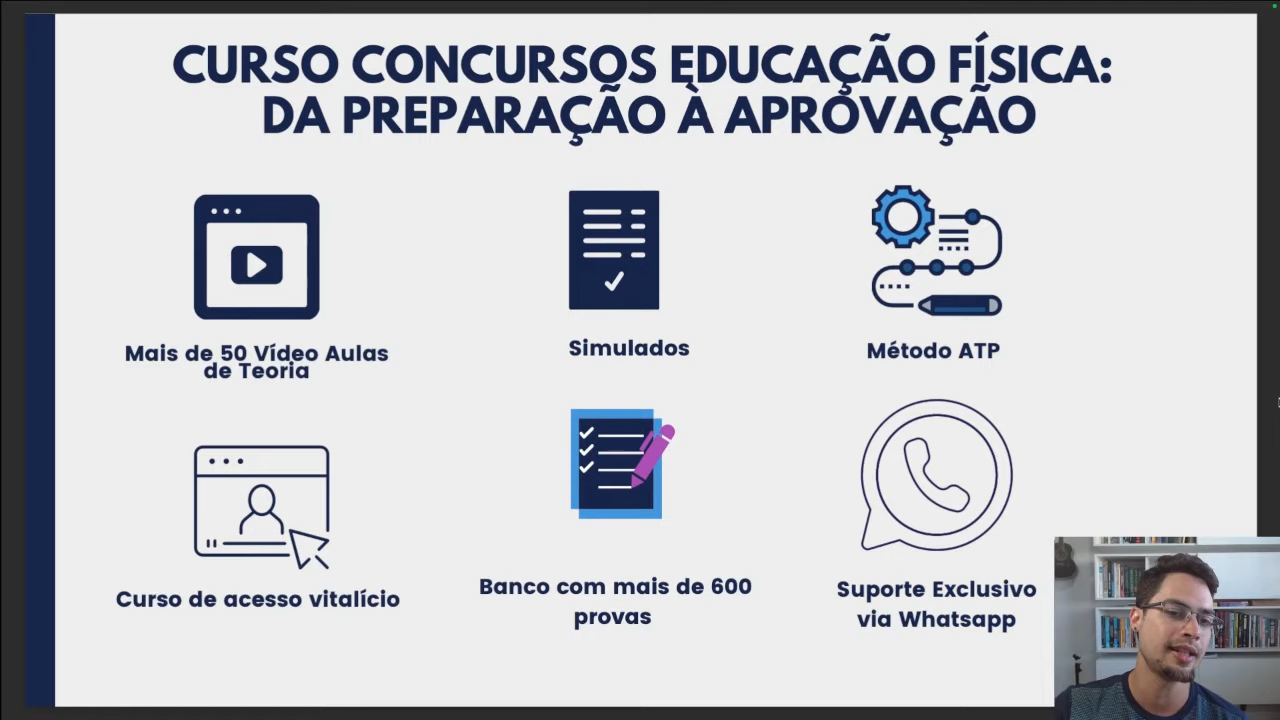 CURSO CONCURSOS EDUCAÇÃO FÍSICA:
DA PREPARAÇÃO À APROVAÇÃO
Mais de 50 Vídeo Aulas
de Teoria
Simulados
Método ATP
Curso de acesso vitalício
Banco com mais de 600
provas
Suporte Exclusivo
via Whatsapp